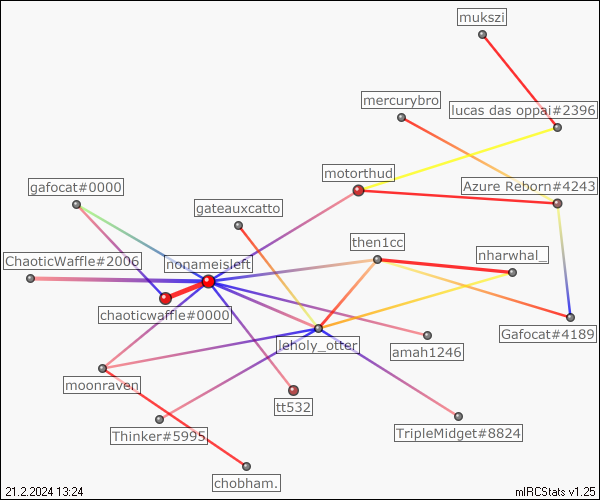 mukszi
mercurybro
lucas das oppai#2396
motorthud
gafocat#0000
Azure Reborn#4243
gateauxcatto
then1cc
ChaoticWaffle#2006
nonameisleft
nharwhal_
chaoticwaffle#0000
Gafocat#4189
leholy_otter
amah1246
moonraven
tt532
Thinker#5995
TripleMidget#8824
chobham.
21.2.2024 13:24
mIRCStats v1.25